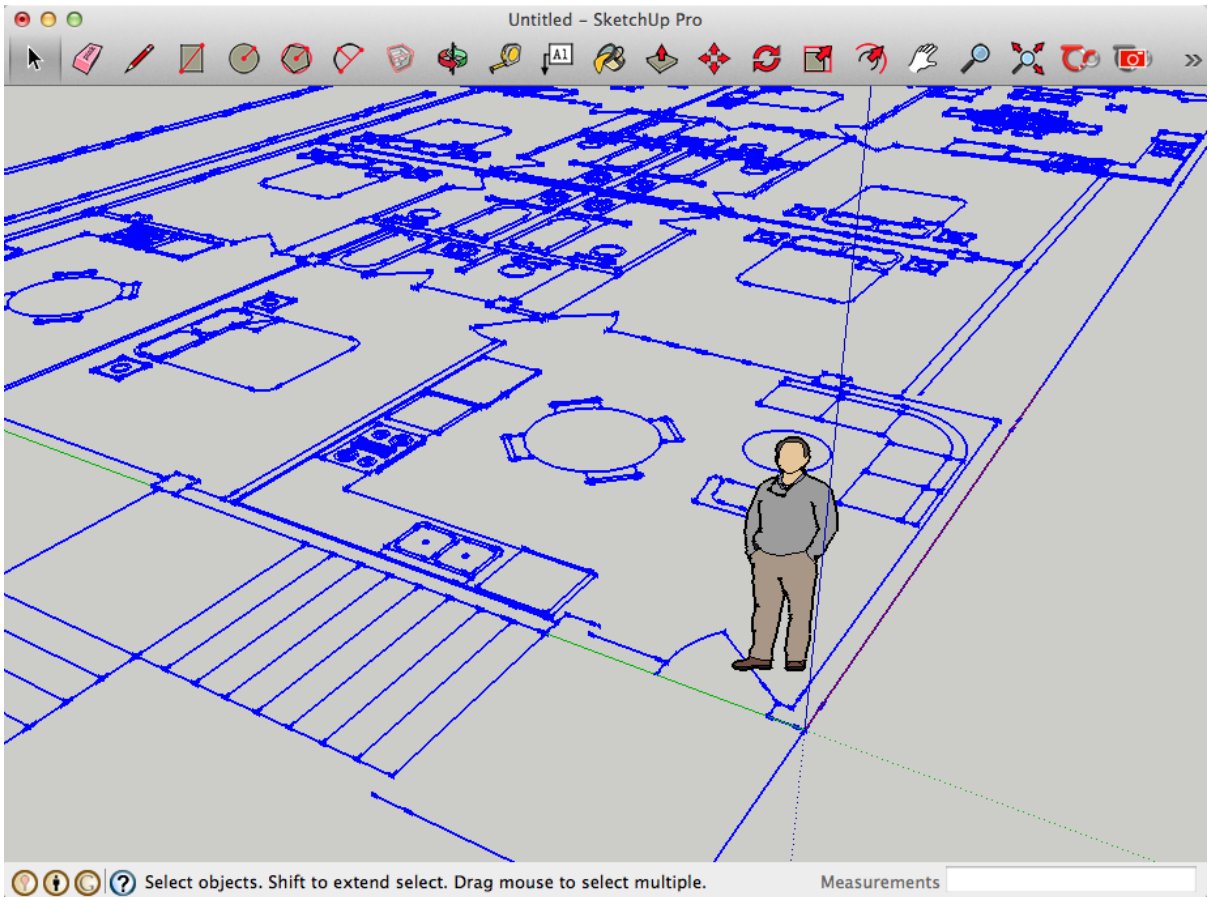 Untitled – SketchUp Pro
A1
Select objects. Shift to extend select. Drag mouse to select multiple.
Measurements